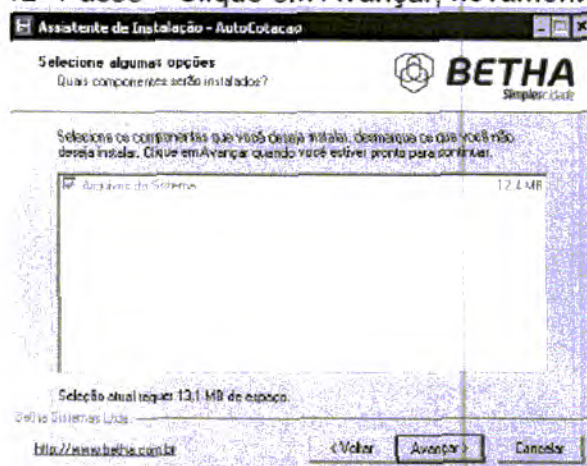 Passo - Clique em Avançar, novamen
Assistente de Instalação - AutoCotacao
Selecione algumas opções
Quais componentes serão instalados?
BETHA
Simplescidade
Selecione os componentes que você deseja instalar, desmarque os que você não
deseja instalar. Clique em Avançar quando você estiver pronto para continuar.
Arquivos do Sistema 12,4 MB
Seleção atual requer 13,1 MB de espaço.
Betha Sistemas Ltda.
http://www.betha.com.br
< Voltar Avançar > Cancelar